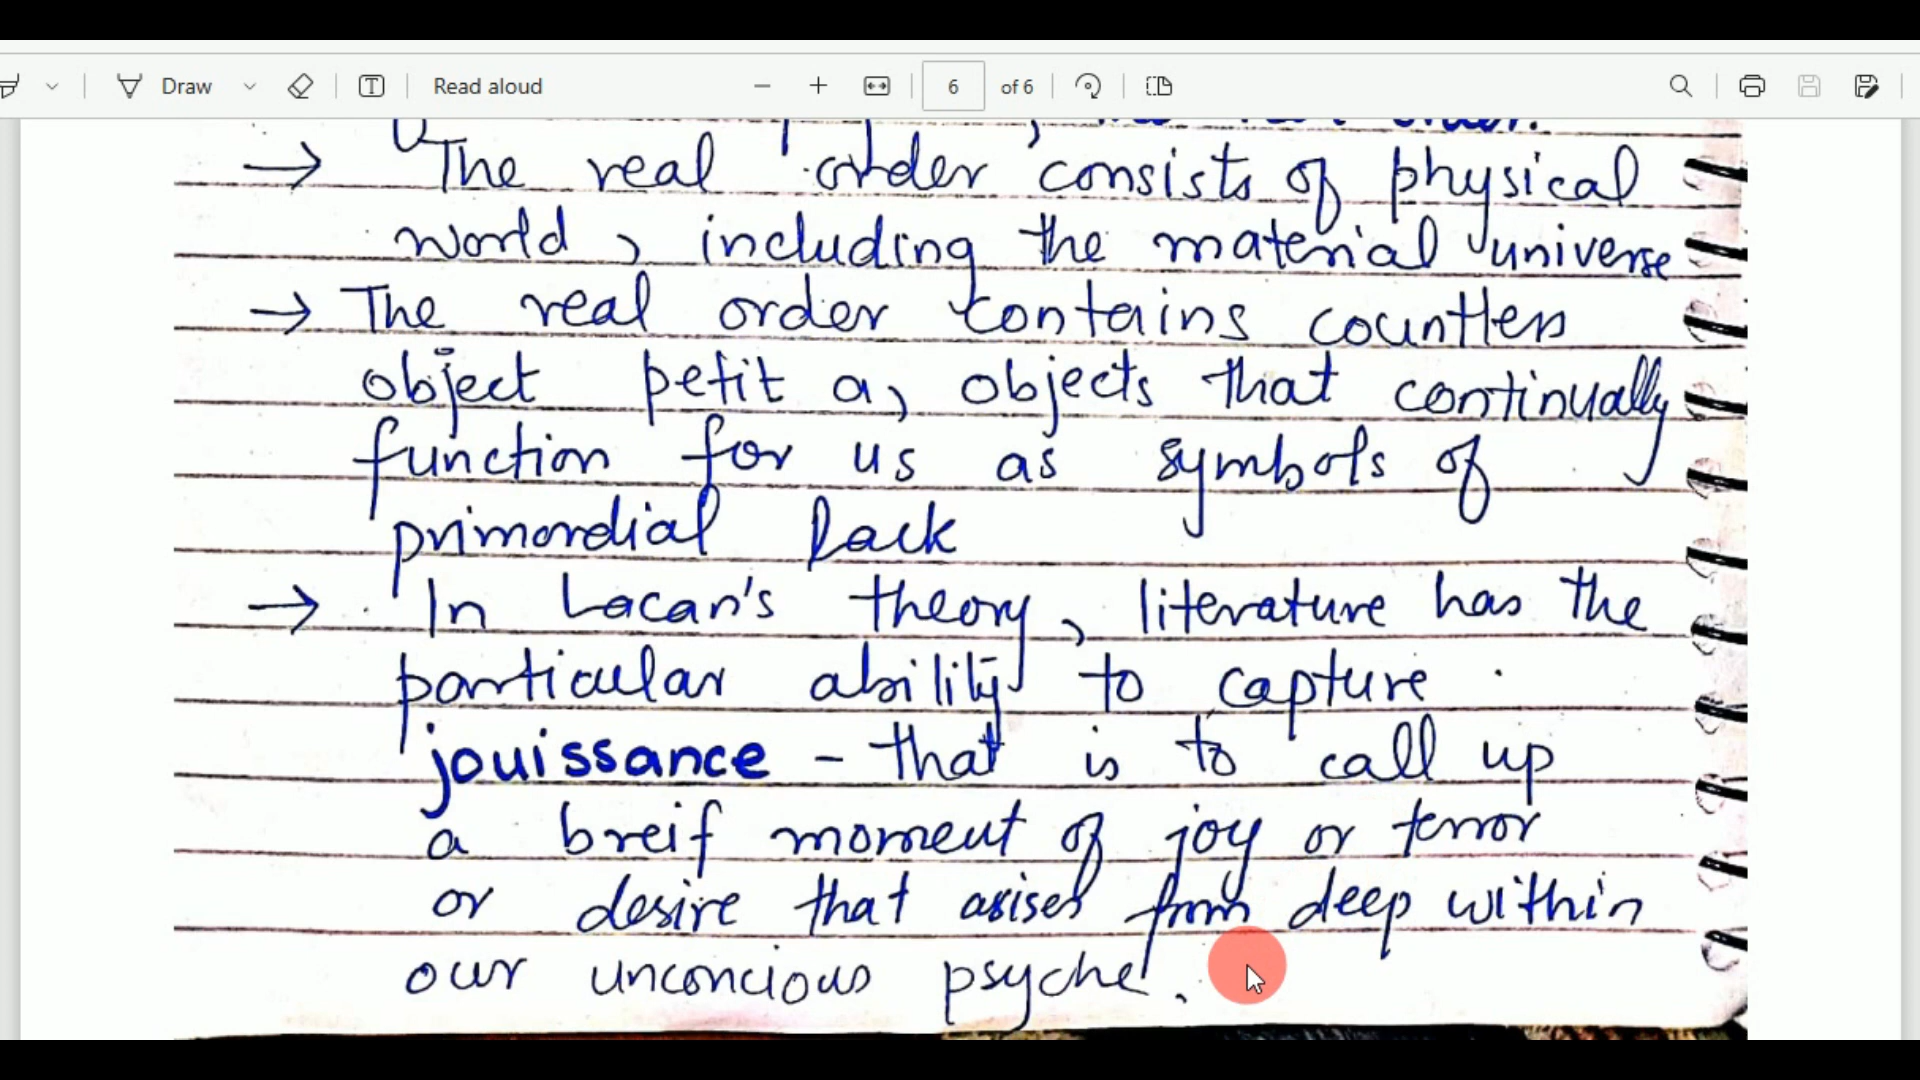 Draw
Read aloud
6 of 6
→ The real order consists of physical
world, including the material universe
→ The real order contains countless
object petit a, objects that continually
function for us as symbols of
primordial lack
→ In Lacan's theory, literature has the
particular ability to capture
jouissance - that is to call up
a breif moment of joy or terror
or desire that arises from deep within
our unconcious psyche.